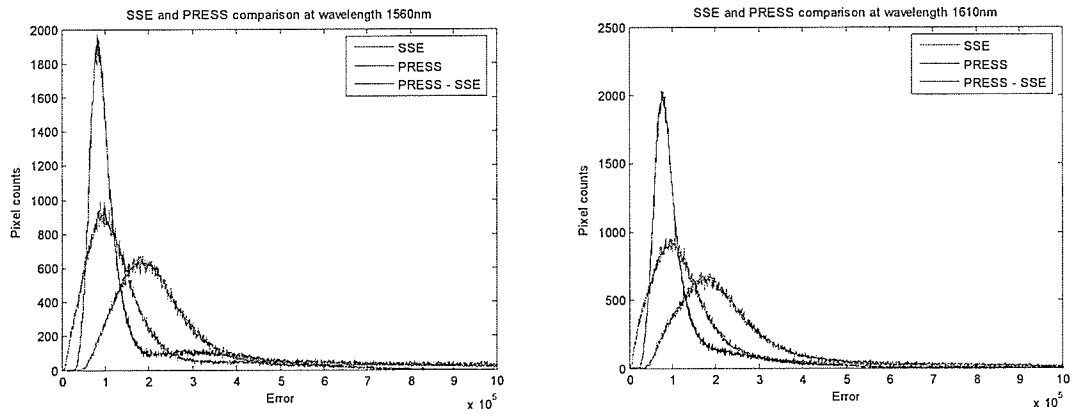 SSE and PRESS comparison at wavelength 1560nm
2000
1800
1600
1400
1200
1000
800
600
400
200
0
Pixel counts
SSE
PRESS
PRESS - SSE
0 1 2 3 4 5 6 7 8 9 10
Error
x 10^5
SSE and PRESS comparison at wavelength 1610nm
2500
2000
1500
1000
500
0
Pixel counts
SSE
PRESS
PRESS - SSE
0 1 2 3 4 5 6 7 8 9 10
Error
x 10^5